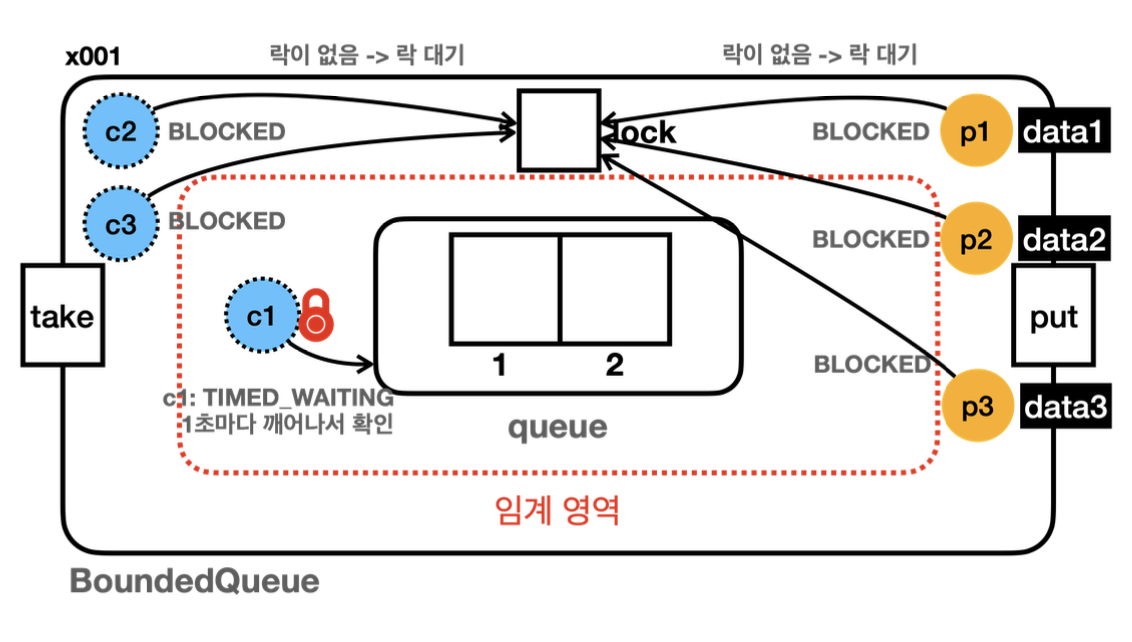 x001
락이 없음 -> 락 대기
락이 없음 -> 락 대기
c2
BLOCKED
lock
BLOCKED
p1
data1
c3
BLOCKED
BLOCKED
p2
data2
take
c1
1
2
put
BLOCKED
c1: TIMED_WAITING
1초마다 깨어나서 확인
queue
p3
data3
임계 영역
BoundedQueue